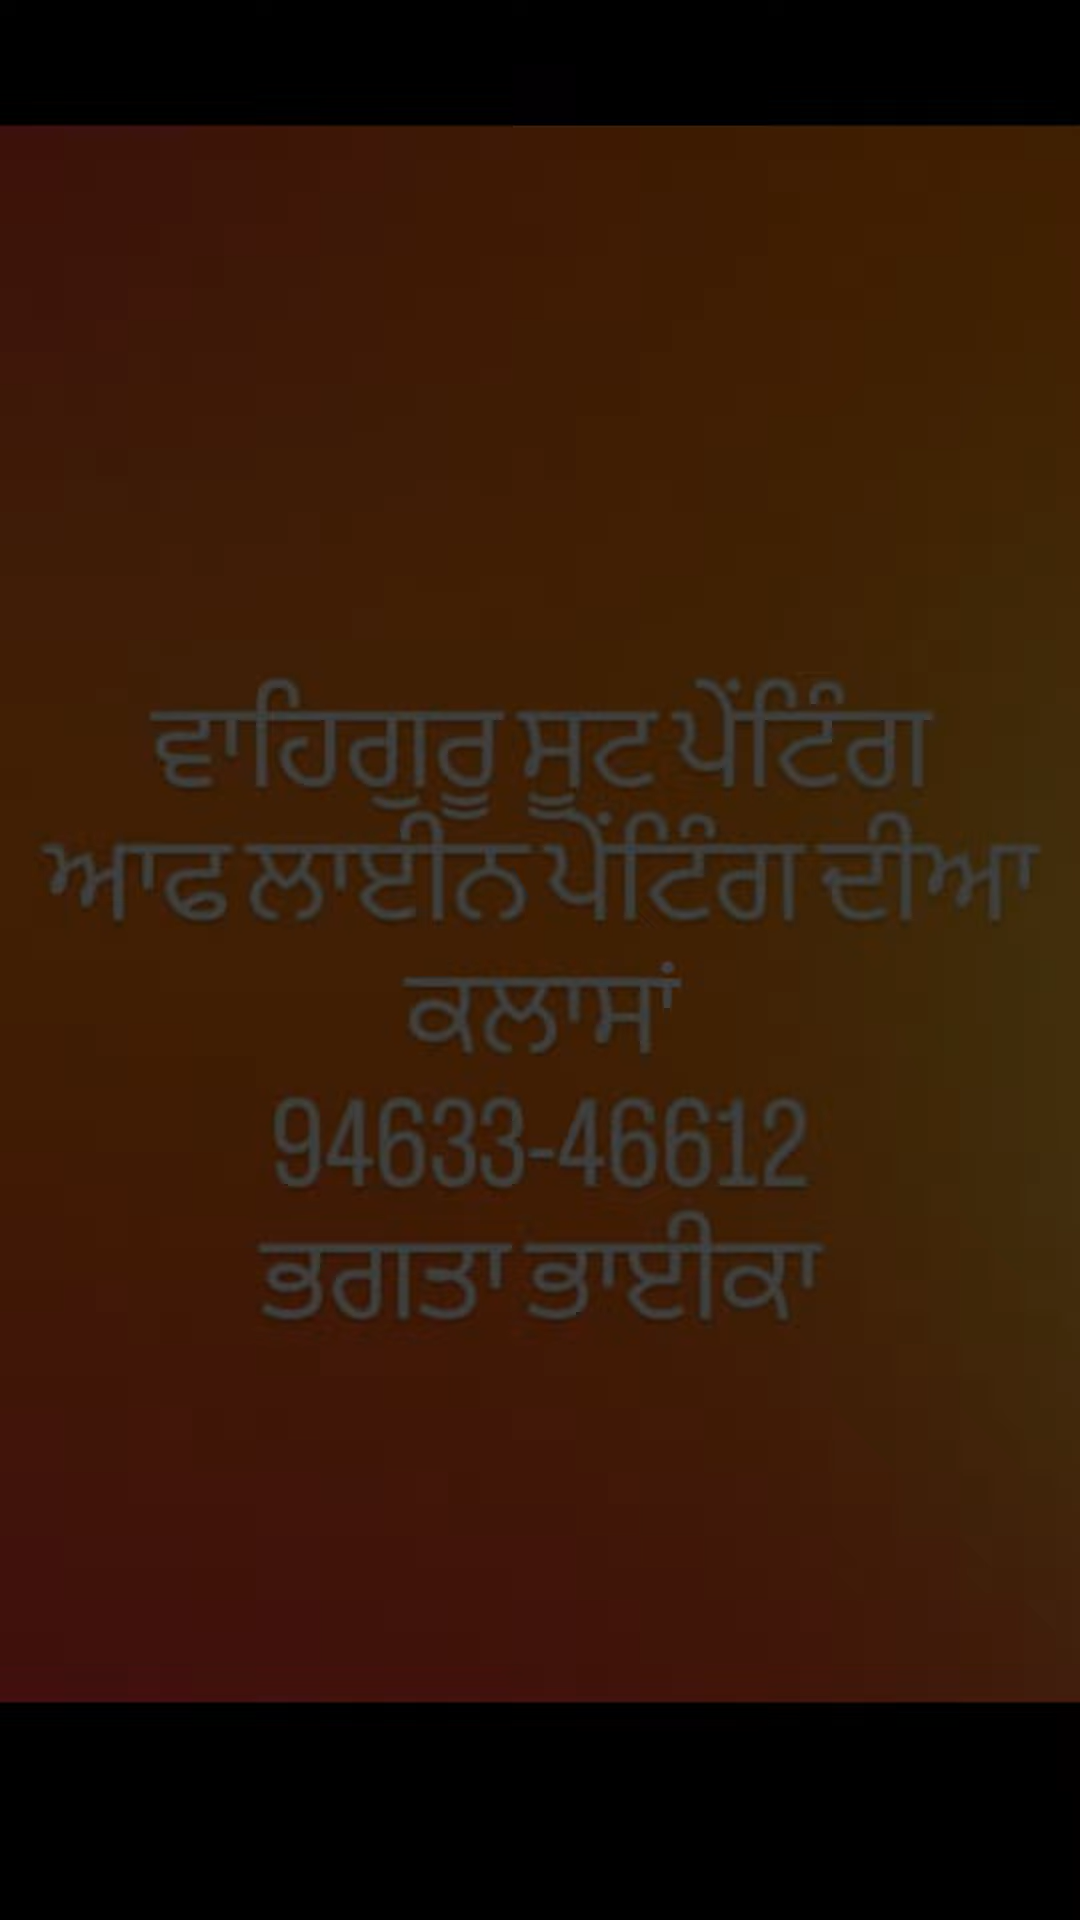 ਵਾਹਿਗੁਰੂ ਸੂਟ ਪੇਂਟਿੰਗ
ਆਫ ਲਾਈਨ ਪੇਂਟਿੰਗ ਦੀਆ
ਕਲਾਸਾਂ
94633-46612
ਭਗਤਾ ਭਾਈਕਾ